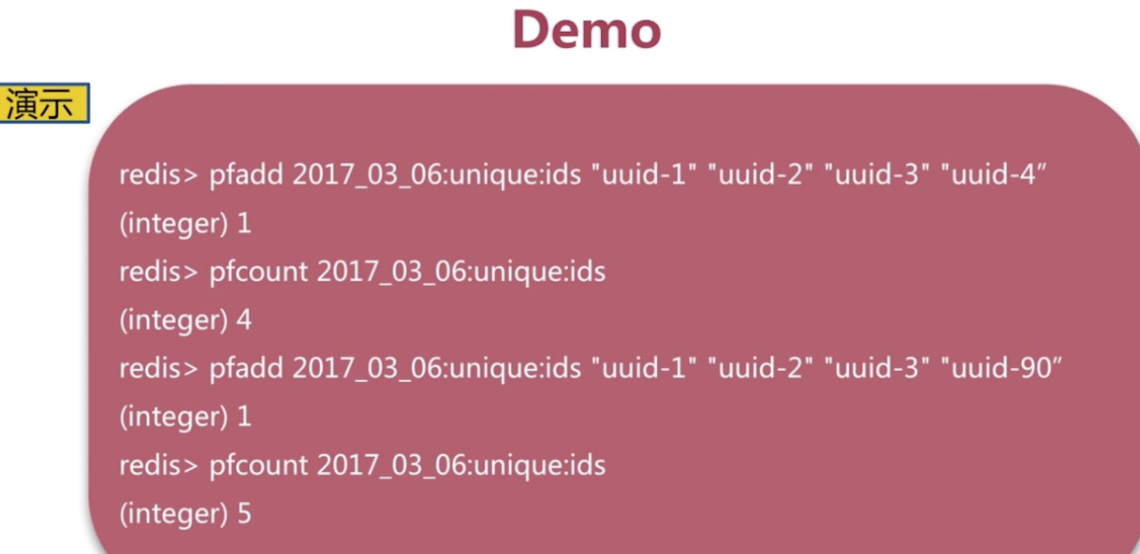 Demo
演示
redis> pfadd 2017_03_06:unique:ids "uuid-1" "uuid-2" "uuid-3" "uuid-4”
(integer) 1
redis> pfcount 2017_03_06:unique:ids
(integer) 4
redis> pfadd 2017_03_06:unique:ids "uuid-1" "uuid-2" "uuid-3" "uuid-90”
(integer) 1
redis> pfcount 2017_03_06:unique:ids
(integer) 5